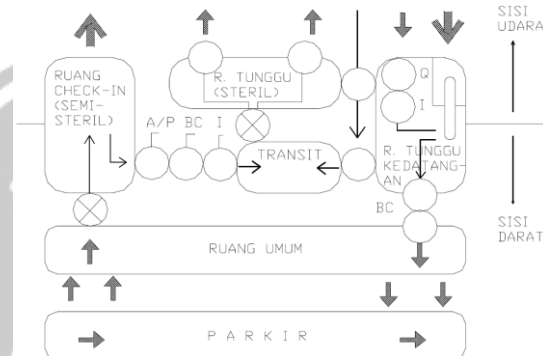 SISI
UDARA
RUANG
CHECK-IN
(SEMI-
STERIL)
R. TUNGGU
(STERIL)
Q
I
A/P BC I
TRANSIT
R. TUNGGU
KEDATANG-
AN
BC
SISI
DARAT
RUANG UMUM
PARKIR